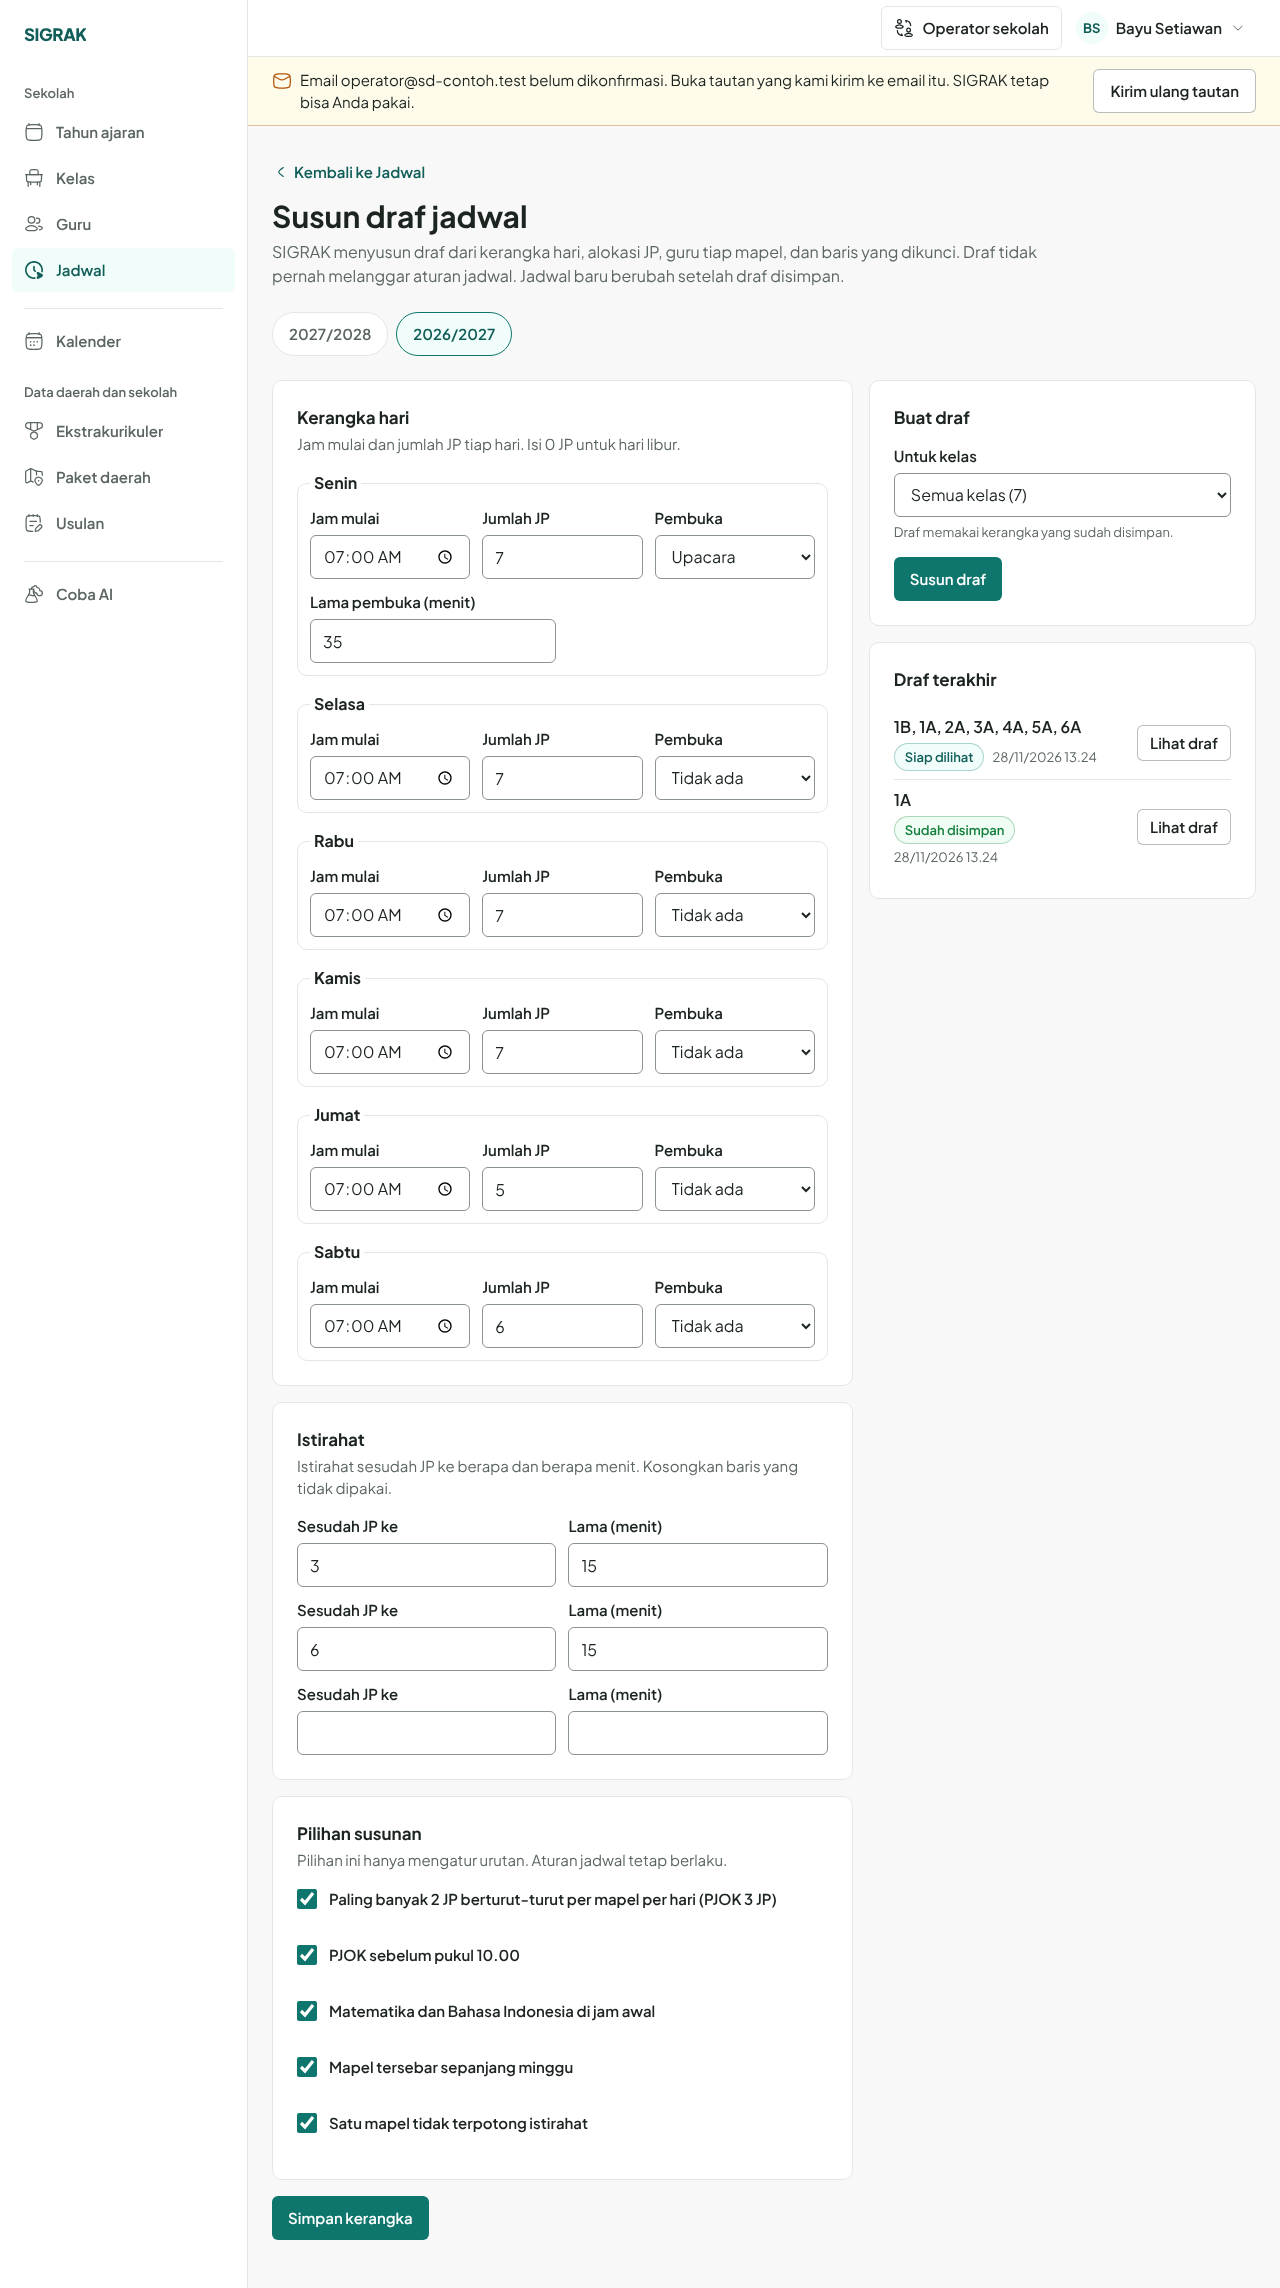 SIGRAK
Operator sekolah
BS
Bayu Setiawan
Sekolah
Tahun ajaran
Kelas
Guru
Jadwal
Kalender
Data daerah dan sekolah
Ekstrakurikuler
Paket daerah
Usulan
Coba AI
Email operator@sd-contoh.test belum dikonfirmasi. Buka tautan yang kami kirim ke email itu. SIGRAK tetap
bisa Anda pakai.
Kirim ulang tautan
Kembali ke Jadwal
Susun draf jadwal
SIGRAK menyusun draf dari kerangka hari, alokasi JP, guru tiap mapel, dan baris yang dikunci. Draf tidak
pernah melanggar aturan jadwal. Jadwal baru berubah setelah draf disimpan.
2027/2028
2026/2027
Kerangka hari
Jam mulai dan jumlah JP tiap hari. Isi 0 JP untuk hari libur.
Senin
Jam mulai
Jumlah JP
Pembuka
07:00 AM
7
Upacara
Lama pembuka (menit)
35
Selasa
Jam mulai
Jumlah JP
Pembuka
07:00 AM
7
Tidak ada
Rabu
Jam mulai
Jumlah JP
Pembuka
07:00 AM
7
Tidak ada
Kamis
Jam mulai
Jumlah JP
Pembuka
07:00 AM
7
Tidak ada
Jumat
Jam mulai
Jumlah JP
Pembuka
07:00 AM
5
Tidak ada
Sabtu
Jam mulai
Jumlah JP
Pembuka
07:00 AM
6
Tidak ada
Istirahat
Istirahat sesudah JP ke berapa dan berapa menit. Kosongkan baris yang
tidak dipakai.
Sesudah JP ke
Lama (menit)
3
15
Sesudah JP ke
Lama (menit)
6
15
Sesudah JP ke
Lama (menit)
Pilihan susunan
Pilihan ini hanya mengatur urutan. Aturan jadwal tetap berlaku.
Paling banyak 2 JP berturut-turut per mapel per hari (PJOK 3 JP)
PJOK sebelum pukul 10.00
Matematika dan Bahasa Indonesia di jam awal
Mapel tersebar sepanjang minggu
Satu mapel tidak terpotong istirahat
Simpan kerangka
Buat draf
Untuk kelas
Semua kelas (7)
Draf memakai kerangka yang sudah disimpan.
Susun draf
Draf terakhir
1B, 1A, 2A, 3A, 4A, 5A, 6A
Siap dilihat
28/11/2026 13.24
Lihat draf
1A
Sudah disimpan
28/11/2026 13.24
Lihat draf